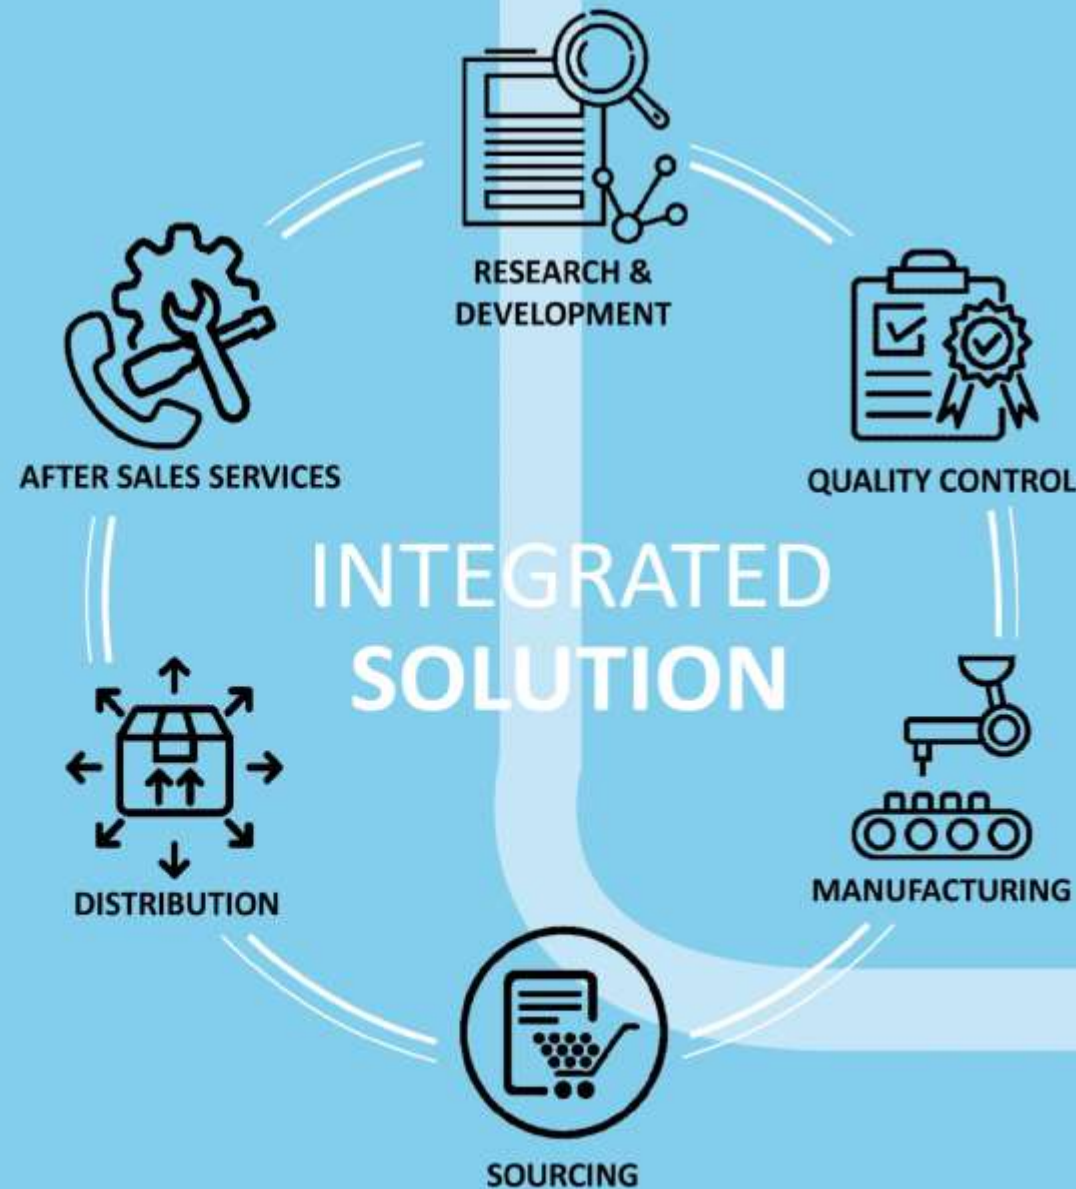 RESEARCH &
DEVELOPMENT
AFTER SALES SERVICES
QUALITY CONTROL
INTEGRATED
SOLUTION
DISTRIBUTION
MANUFACTURING
SOURCING